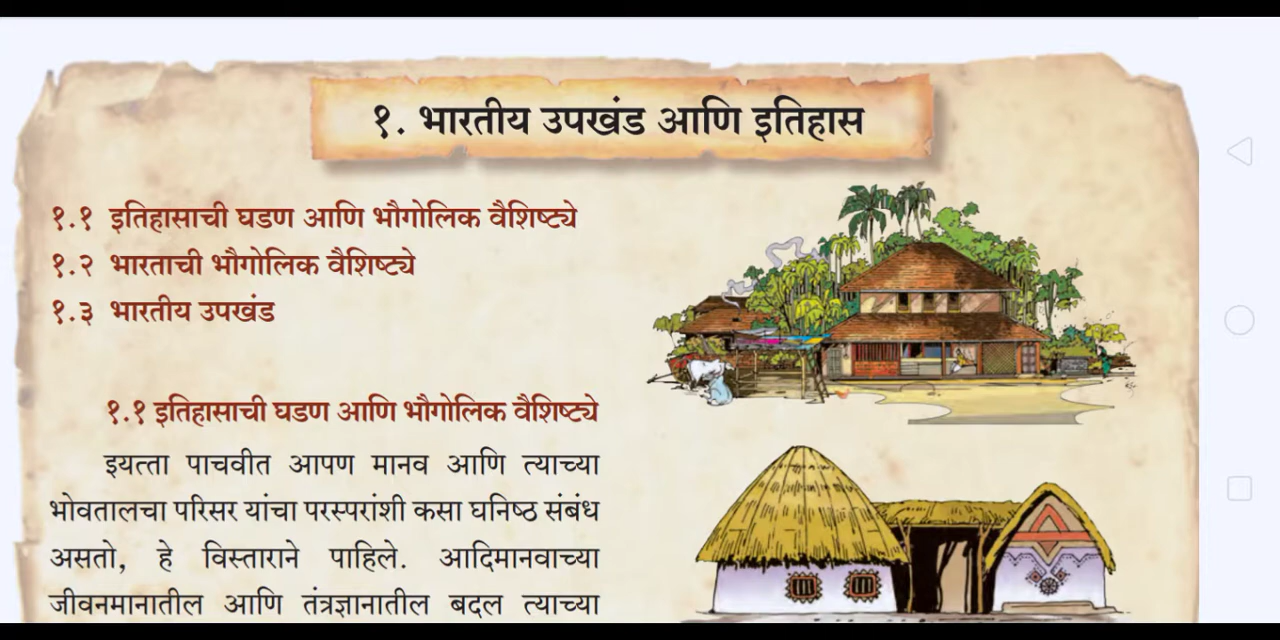 १. भारतीय उपखंड आणि इतिहास
१.१ इतिहासाची घडण आणि भौगोलिक वैशिष्ट्ये
१.२ भारताची भौगोलिक वैशिष्ट्ये
१.३ भारतीय उपखंड
१.१ इतिहासाची घडण आणि भौगोलिक वैशिष्ट्ये
इयत्ता पाचवीत आपण मानव आणि त्याच्या
भोवतालचा परिसर यांचा परस्परांशी कसा घनिष्ठ संबंध
असतो, हे विस्ताराने पाहिले. आदिमानवाच्या
जीवनमानातील आणि तंत्रज्ञानातील बदल त्याच्या